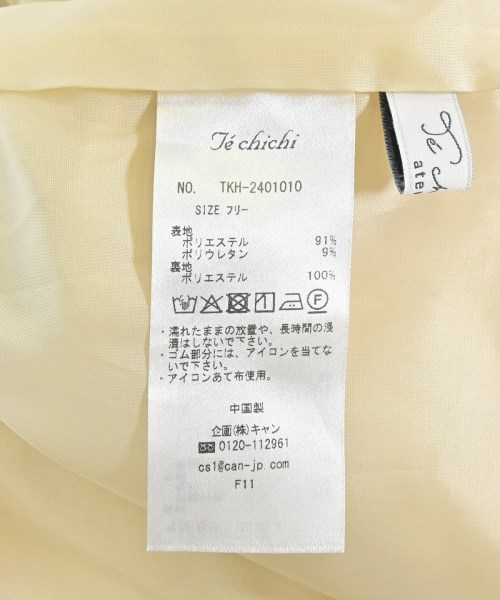 Té chichi
NO. TKH-2401010
SIZE フリー
表地
ポリエステル 91%
ポリウレタン 9%
裏地
ポリエステル 100%
・濡れたままの放置や、長時間の浸
漬はしないで下さい。
・ゴム部分には、アイロンを当てな
いで下さい。
・アイロンあて布使用。
中国製
企画(株)キャン
0120-112961
cs1@can-jp.com
F11
Té ch
ate